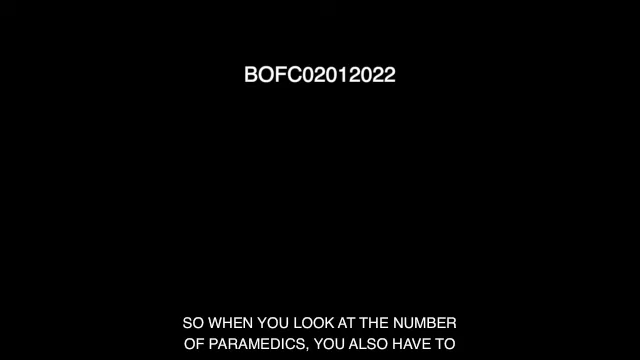 BOFC02012022
SO WHEN YOU LOOK AT THE NUMBER
OF PARAMEDICS, YOU ALSO HAVE TO